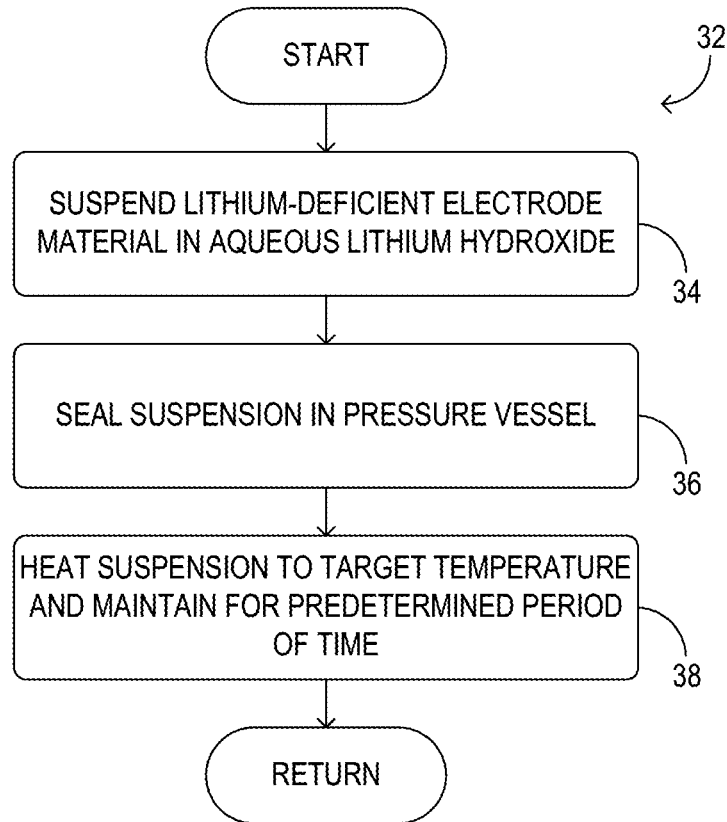 START
32
SUSPEND LITHIUM-DEFICIENT ELECTRODE
MATERIAL IN AQUEOUS LITHIUM HYDROXIDE
34
SEAL SUSPENSION IN PRESSURE VESSEL
36
HEAT SUSPENSION TO TARGET TEMPERATURE
AND MAINTAIN FOR PREDETERMINED PERIOD
OF TIME
38
RETURN